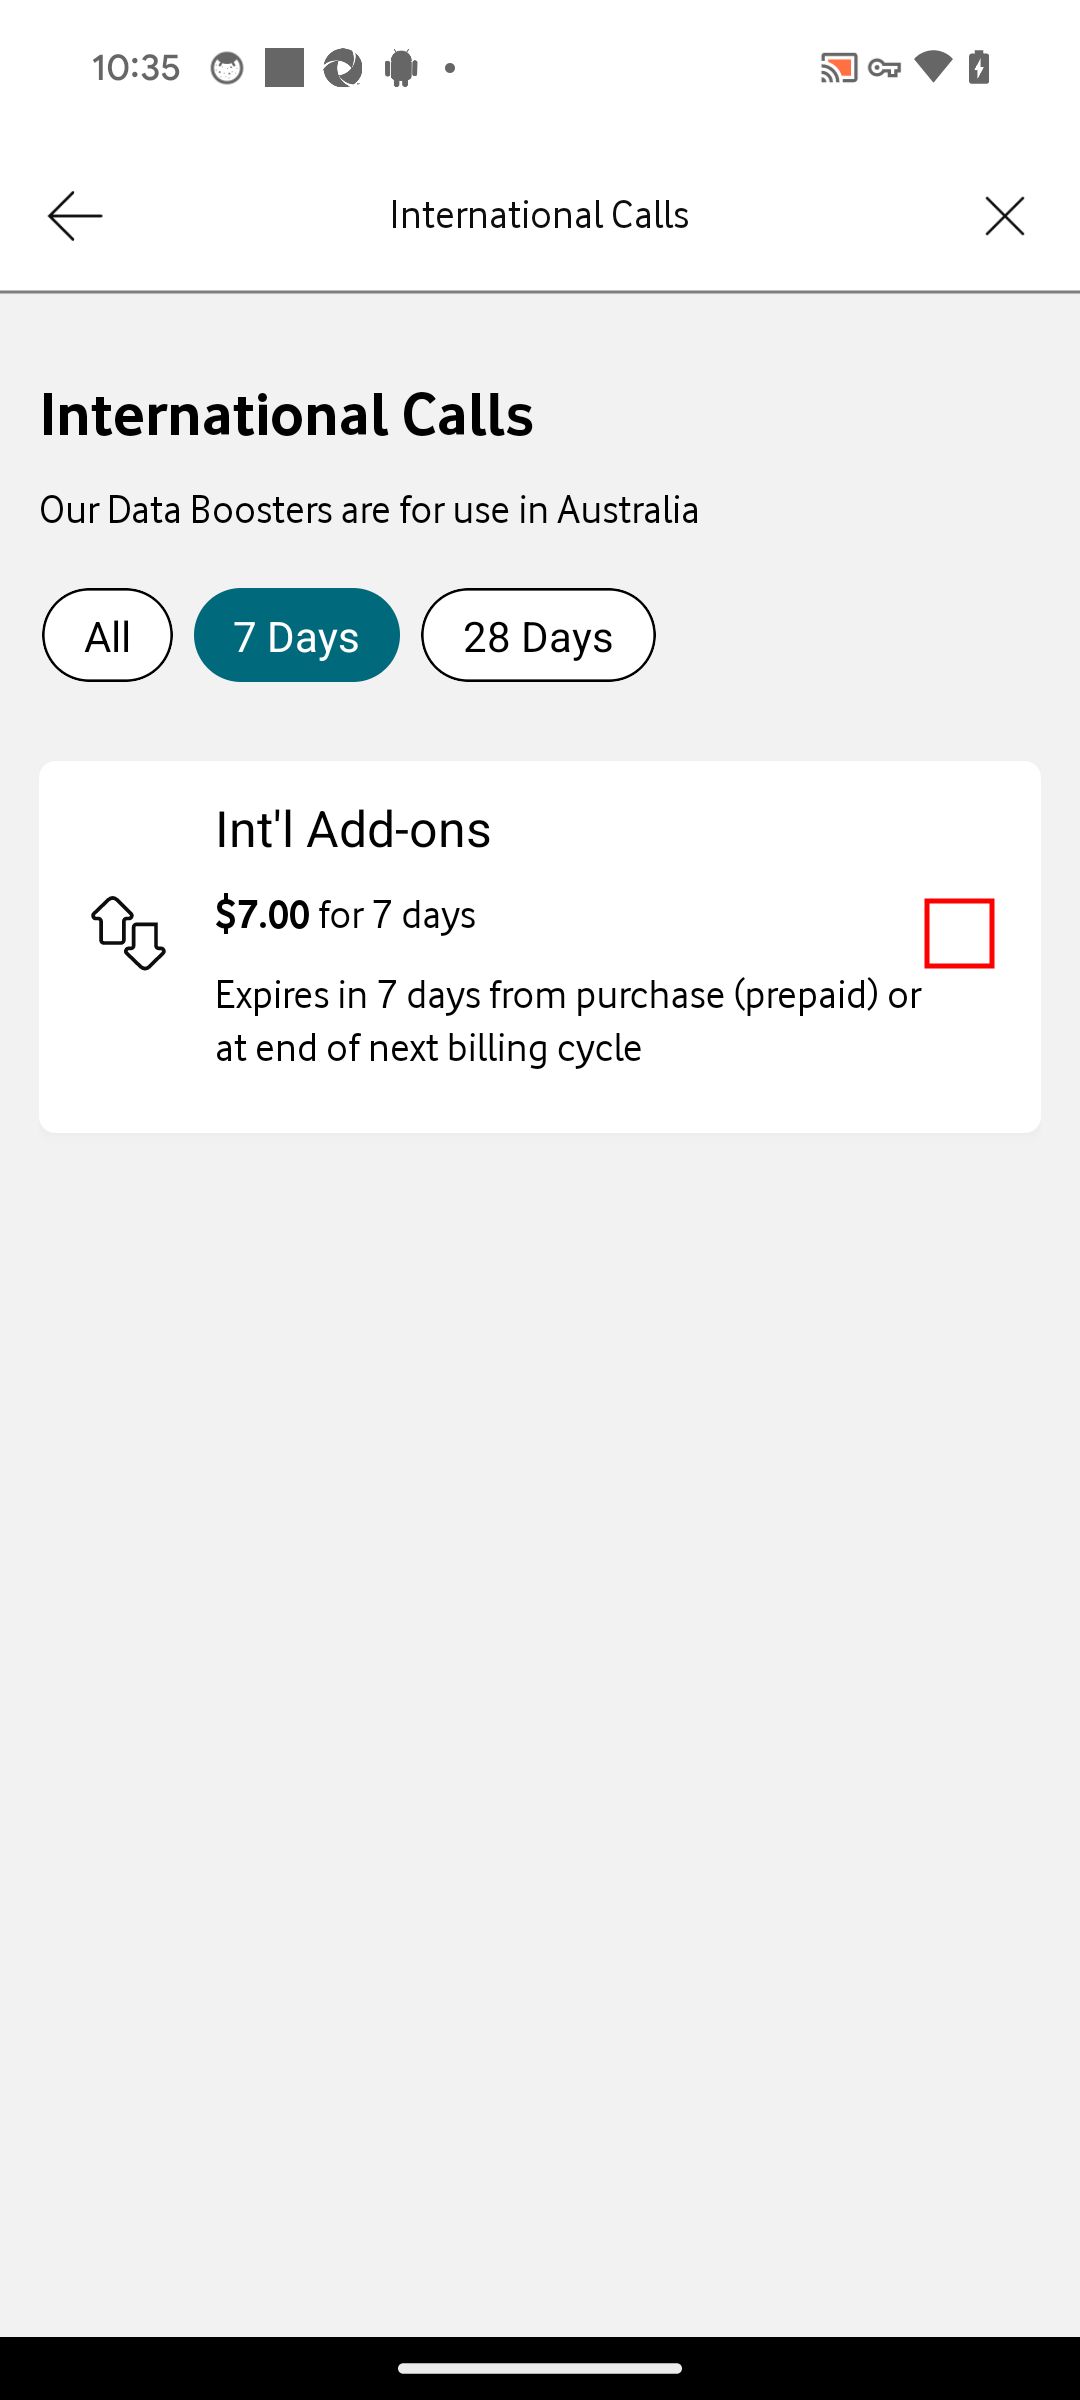 10:35
International Calls
International Calls
Our Data Boosters are for use in Australia
All
7 Days
28 Days
Int'l Add-ons
$7.00 for 7 days
Expires in 7 days from purchase (prepaid) or
at end of next billing cycle